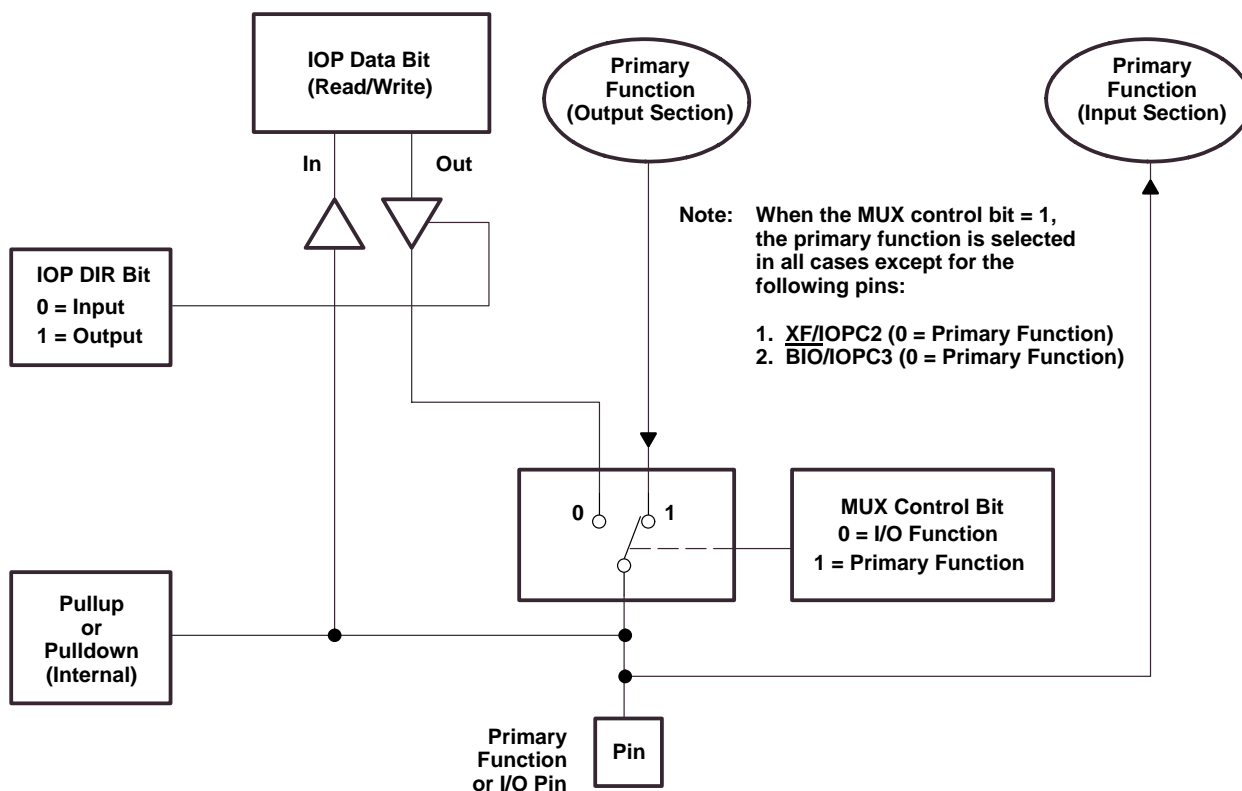 IOP Data Bit
(Read/Write)
Primary
Function
(Output Section)
Primary
Function
(Input Section)
In
Out
Note: When the MUX control bit = 1,
the primary function is selected
in all cases except for the
following pins:
1. XF/IOPC2 (0 = Primary Function)
2. BIO/IOPC3 (0 = Primary Function)
IOP DIR Bit
0 = Input
1 = Output
0
1
MUX Control Bit
0 = I/O Function
1 = Primary Function
Pullup
or
Pulldown
(Internal)
Primary
Function
or I/O Pin
Pin